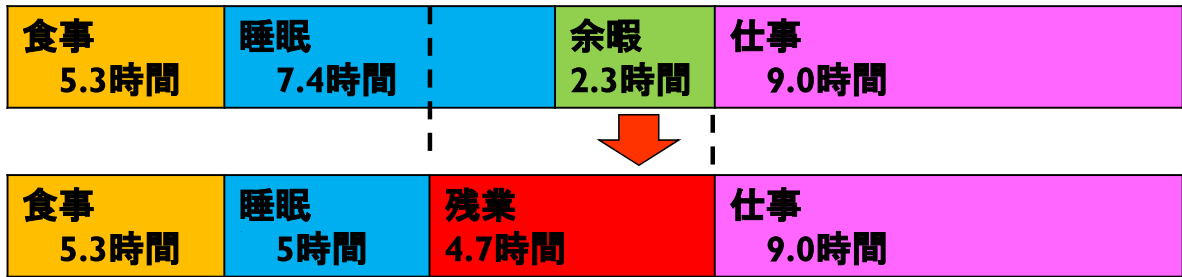 食事
5.3時間
睡眠
7.4時間
余暇
2.3時間
仕事
9.0時間
食事
5.3時間
睡眠
5時間
残業
4.7時間
仕事
9.0時間